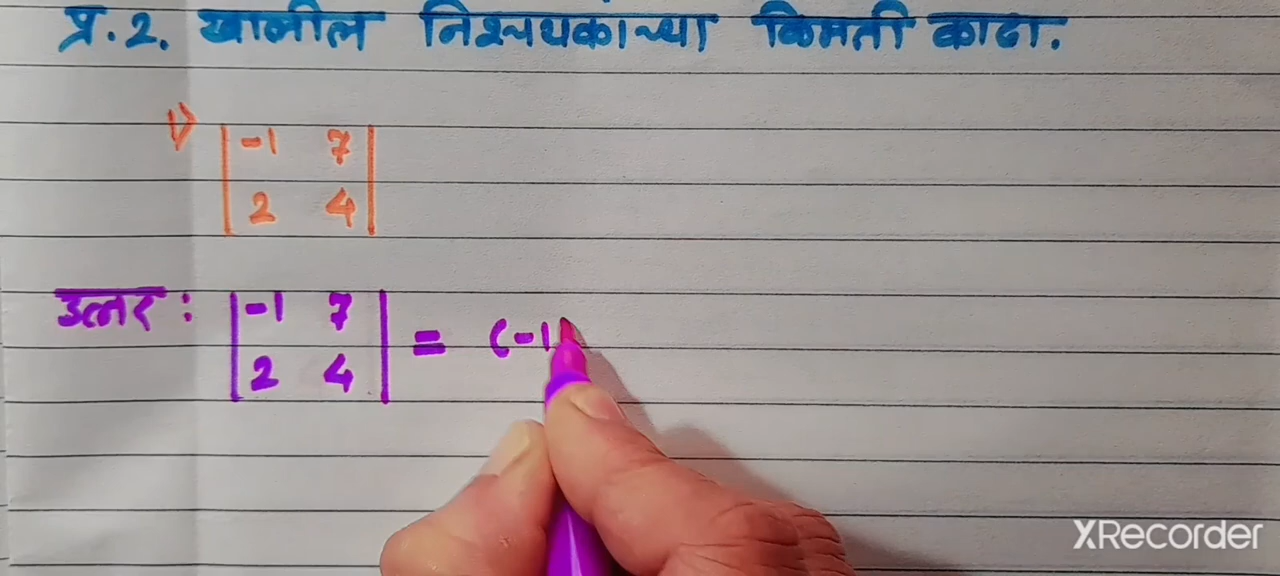 प्र.2. खालील निश्चयकांच्या किमती काढा.
1) | -1 7 |
| 2 4 |
उत्तर : | -1 7 |
| 2 4 | = (-1
XRecorder